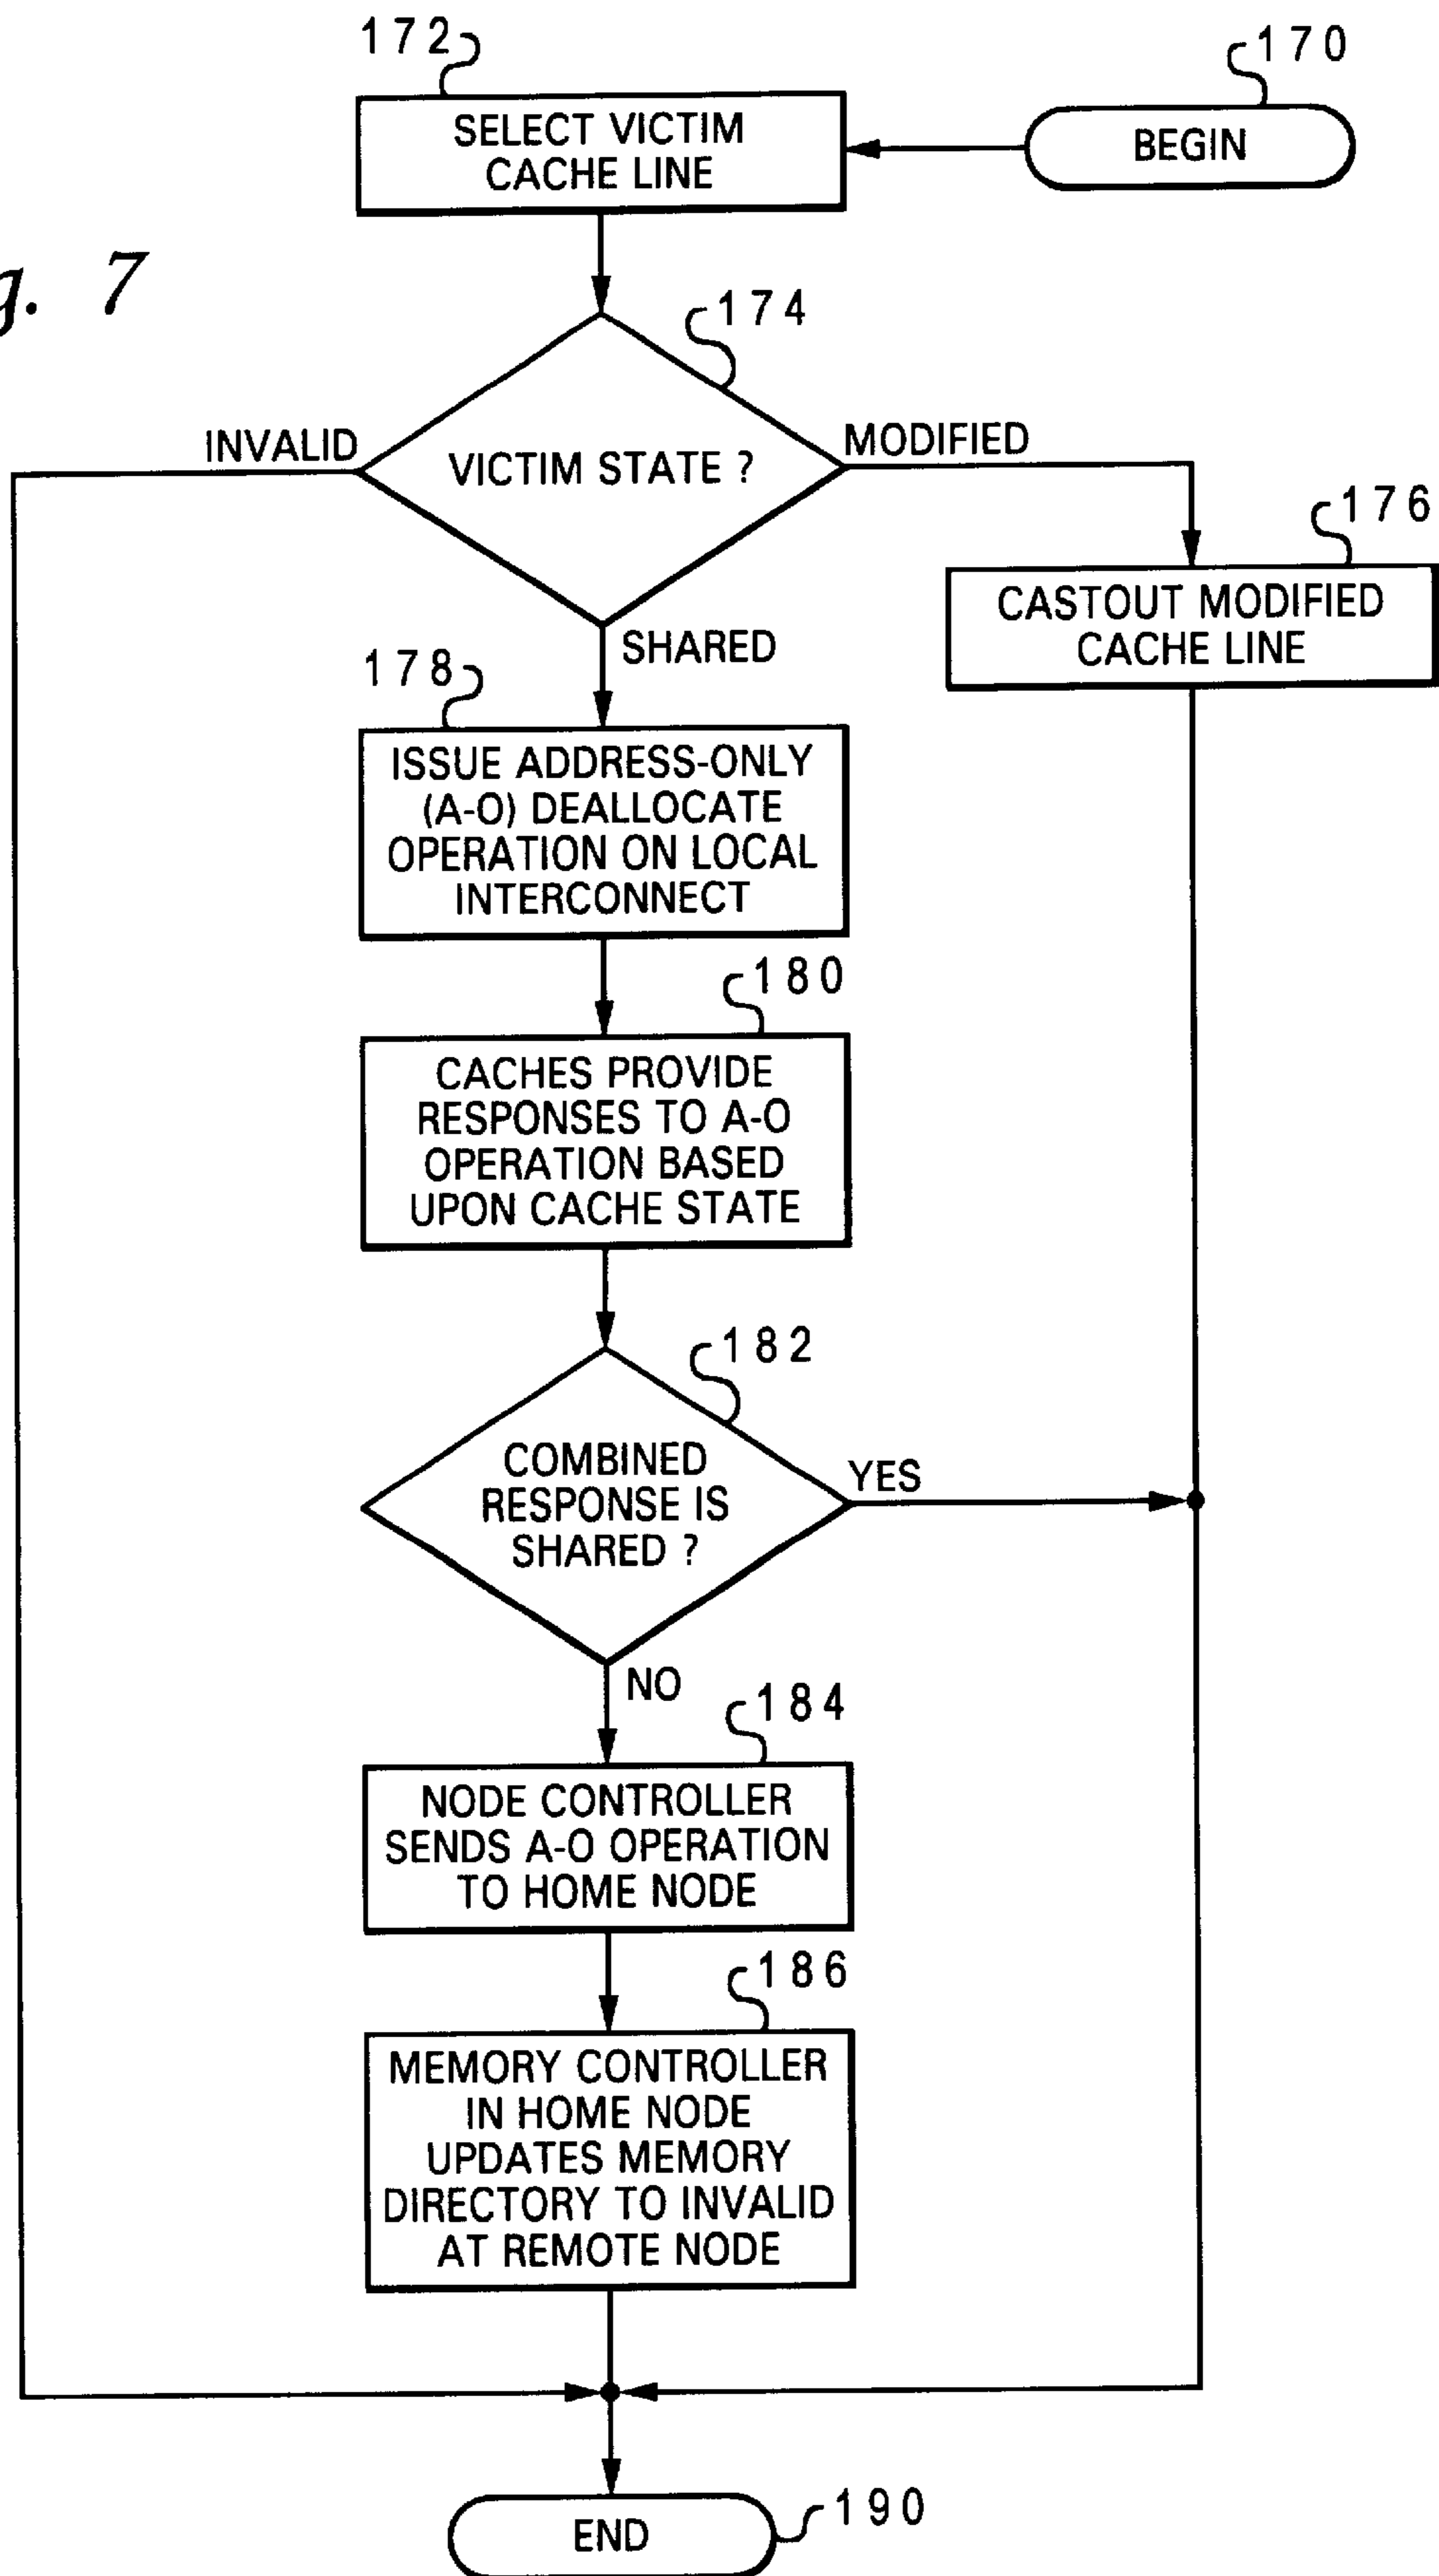 172
170
SELECT VICTIM
CACHE LINE
BEGIN
g. 7
174
INVALID
VICTIM STATE ?
MODIFIED
176
CASTOUT MODIFIED
CACHE LINE
SHARED
178
ISSUE ADDRESS-ONLY
(A-O) DEALLOCATE
OPERATION ON LOCAL
INTERCONNECT
180
CACHES PROVIDE
RESPONSES TO A-O
OPERATION BASED
UPON CACHE STATE
182
COMBINED
RESPONSE IS
SHARED ?
YES
NO
184
NODE CONTROLLER
SENDS A-O OPERATION
TO HOME NODE
186
MEMORY CONTROLLER
IN HOME NODE
UPDATES MEMORY
DIRECTORY TO INVALID
AT REMOTE NODE
END
190